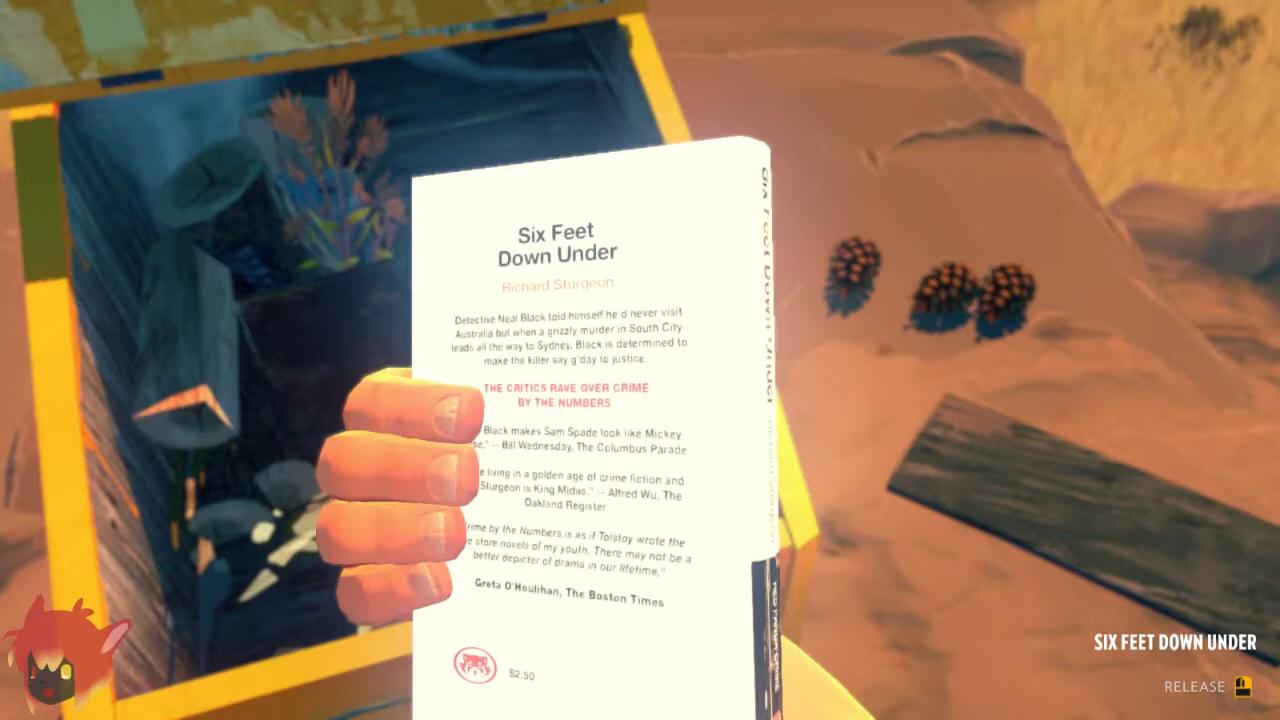 Six Feet
Down Under
Richard Sturgeon
Detective Neal Black told himself he d never visit
Australia but when a grizzly murder in South City
leads all the way to Sydney, Black is determined to
make the killer say g'day to justice.
THE CRITICS RAVE OVER CRIME
BY THE NUMBERS
Black makes Sam Spade look like Mickey
se," -- Bill Wednesday, The Columbus Parade
living in a golden age of crime fiction and
Sturgeon is King Midas," -- Alfred Wu, The
Oakland Register
rime by the Numbers is as if Tolstoy wrote the
store novels of my youth. There may not be a
better depicter of drama in our lifetime,"
Greta O'Houlihan, The Boston Times
$2.50
Six Feet Down Under
SIX FEET DOWN UNDER
RELEASE